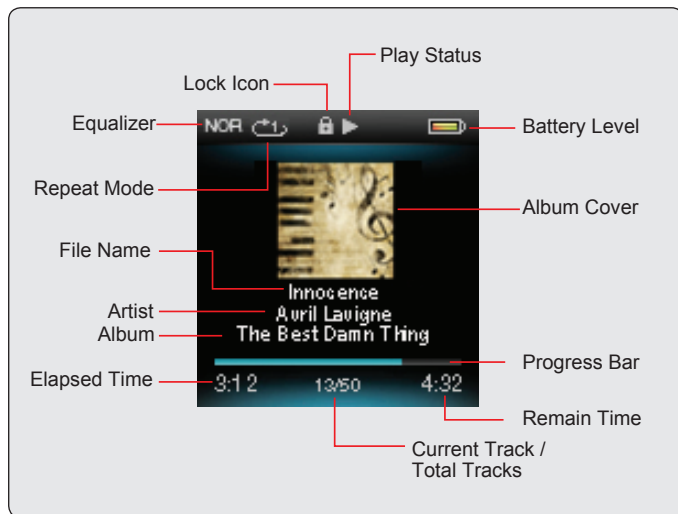 Play Status
Lock Icon
Equalizer
NOR
1
Battery Level
Repeat Mode
Album Cover
File Name
Innocence
Artist
Avril Lavigne
Album
The Best Damn Thing
Progress Bar
Elapsed Time
3:12
13/50
4:32
Remain Time
Current Track /
Total Tracks